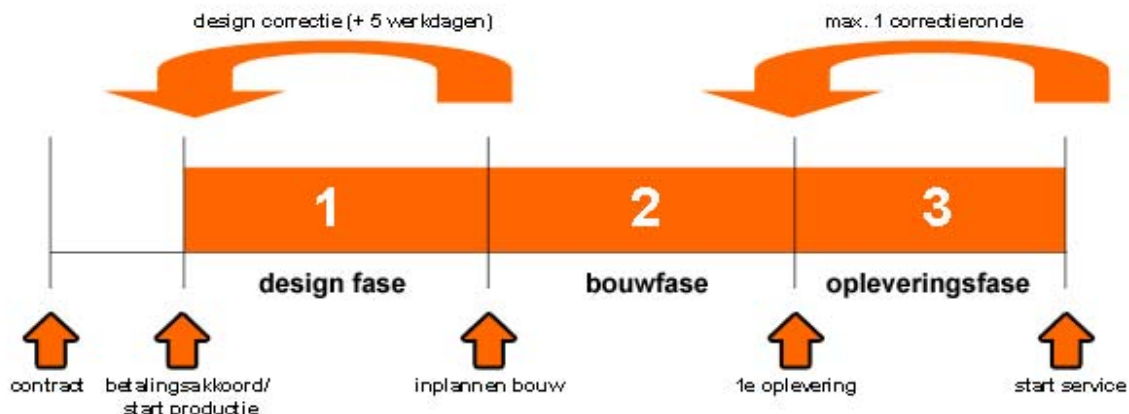 design correctie (+ 5 werkdagen)
max. 1 correctieronde
1
2
3
design fase
bouwfase
opleveringsfase
contract
betalingsakkoord/
start productie
inplannen bouw
1e oplevering
start service